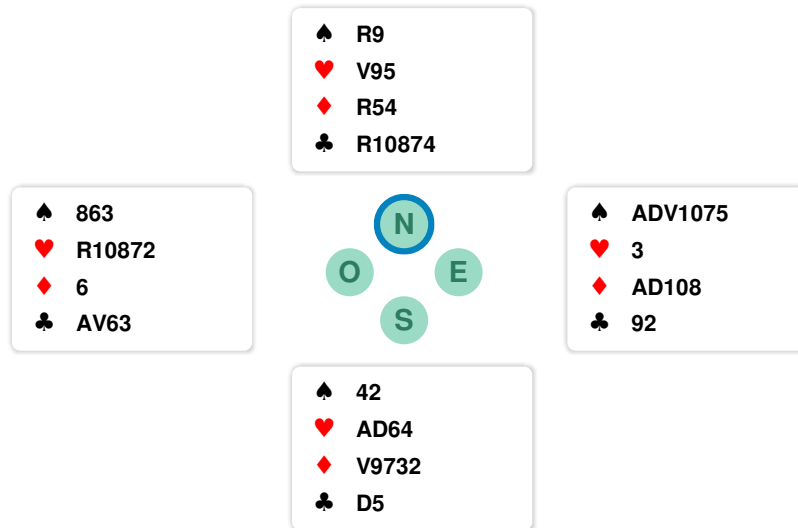 ♠ R9
♥ V95
♦ R54
♣ R10874
♠ 863
♥ R10872
♦ 6
♣ AV63
N
O E
S
♠ ADV1075
♥ 3
♦ AD108
♣ 92
♠ 42
♥ AD64
♦ V9732
♣ D5